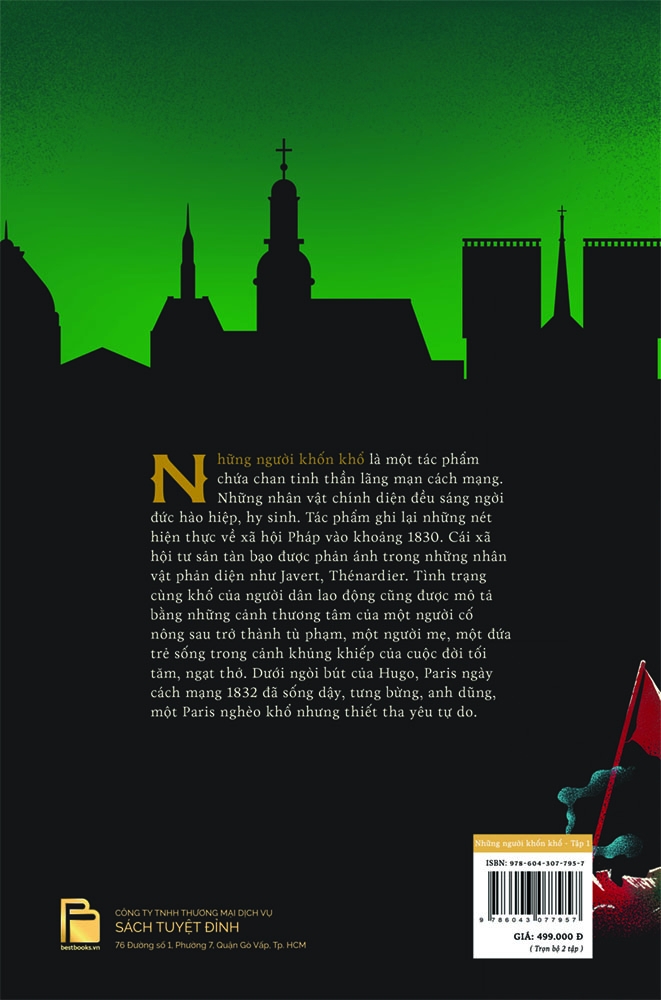 Những người khốn khổ là một tác phẩm
chứa chan tinh thần lãng mạn cách mạng.
Những nhân vật chính diện đều sáng ngời
đức hào hiệp, hy sinh. Tác phẩm ghi lại những nét
hiện thực về xã hội Pháp vào khoảng 1830. Cái xã
hội tư sản tàn bạo được phản ánh trong những nhân
vật phản diện như Javert, Thénardier. Tình trạng
cùng khổ của người dân lao động cũng được mô tả
bằng những cảnh thương tâm của một người cố
nông sau trở thành tù phạm, một người mẹ, một đứa
trẻ sống trong cảnh khủng khiếp của cuộc đời tối
tăm, ngạt thở. Dưới ngòi bút của Hugo, Paris ngày
cách mạng 1832 đã sống dậy, tưng bừng, anh dũng,
một Paris nghèo khổ nhưng thiết tha yêu tự do.
Những người khốn khổ - Tập 1
ISBN: 978-604-307-795-7
9 786043 077957
GIÁ: 499.000 Đ
( Trọn bộ 2 tập )
bestbooks.vn
CÔNG TY TNHH THƯƠNG MẠI DỊCH VỤ
SÁCH TUYỆT ĐỈNH
76 Đường số 1, Phường 7, Quận Gò Vấp, Tp. HCM